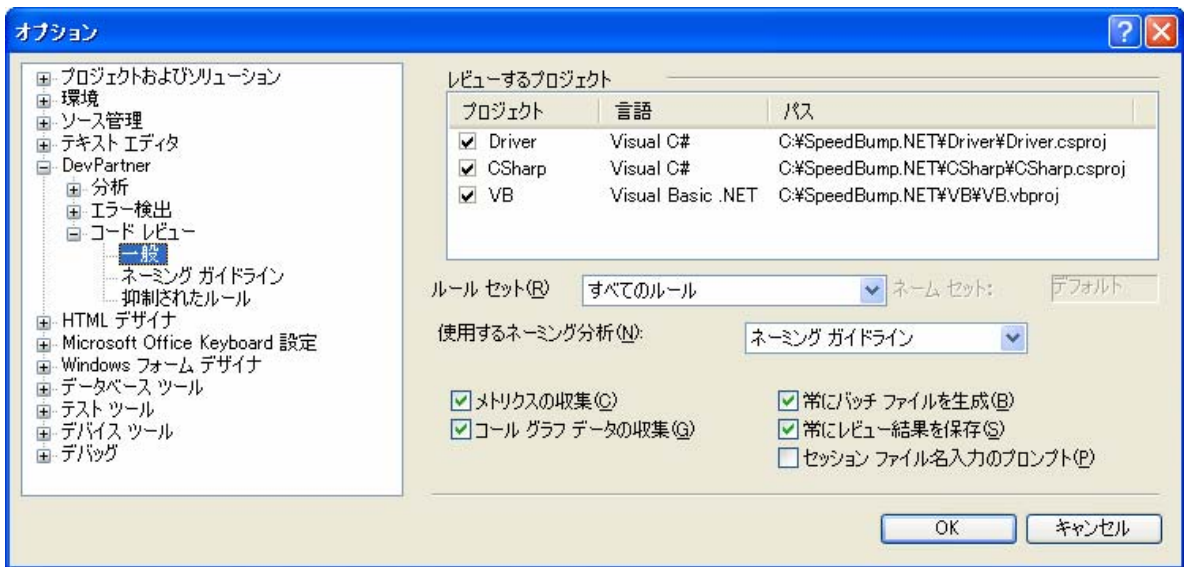 オプション
プロジェクトおよびソリューション
環境
ソース管理
テキスト エディタ
DevPartner
分析
エラー検出
コード レビュー
一般
ネーミング ガイドライン
抑制されたルール
HTML デザイナ
Microsoft Office Keyboard 設定
Windows フォーム デザイナ
データベース ツール
テスト ツール
デバイス ツール
デバッグ
レビューするプロジェクト
プロジェクト 言語 パス
Driver Visual C# C:¥SpeedBump.NET¥Driver¥Driver.csproj
CSharp Visual C# C:¥SpeedBump.NET¥CSharp¥CSharp.csproj
VB Visual Basic .NET C:¥SpeedBump.NET¥VB¥VB.vbproj
ルール セット(R) すべてのルール ネーム セット: デフォルト
使用するネーミング分析(N): ネーミング ガイドライン
メトリクスの収集(C) 常にバッチ ファイルを生成(B)
コール グラフ データの収集(G) 常にレビュー結果を保存(S)
セッション ファイル名入力のプロンプト(P)
OK キャンセル